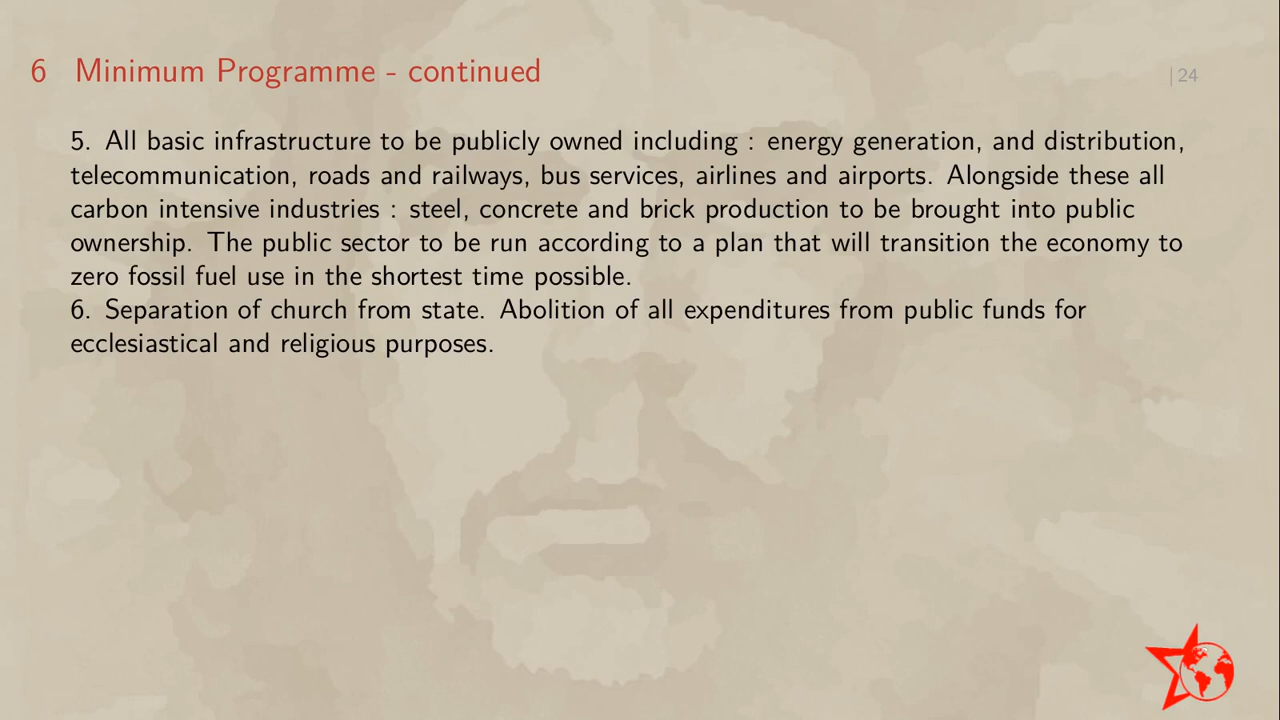 6 Minimum Programme - continued
| 24
5. All basic infrastructure to be publicly owned including : energy generation, and distribution,
telecommunication, roads and railways, bus services, airlines and airports. Alongside these all
carbon intensive industries : steel, concrete and brick production to be brought into public
ownership. The public sector to be run according to a plan that will transition the economy to
zero fossil fuel use in the shortest time possible.
6. Separation of church from state. Abolition of all expenditures from public funds for
ecclesiastical and religious purposes.